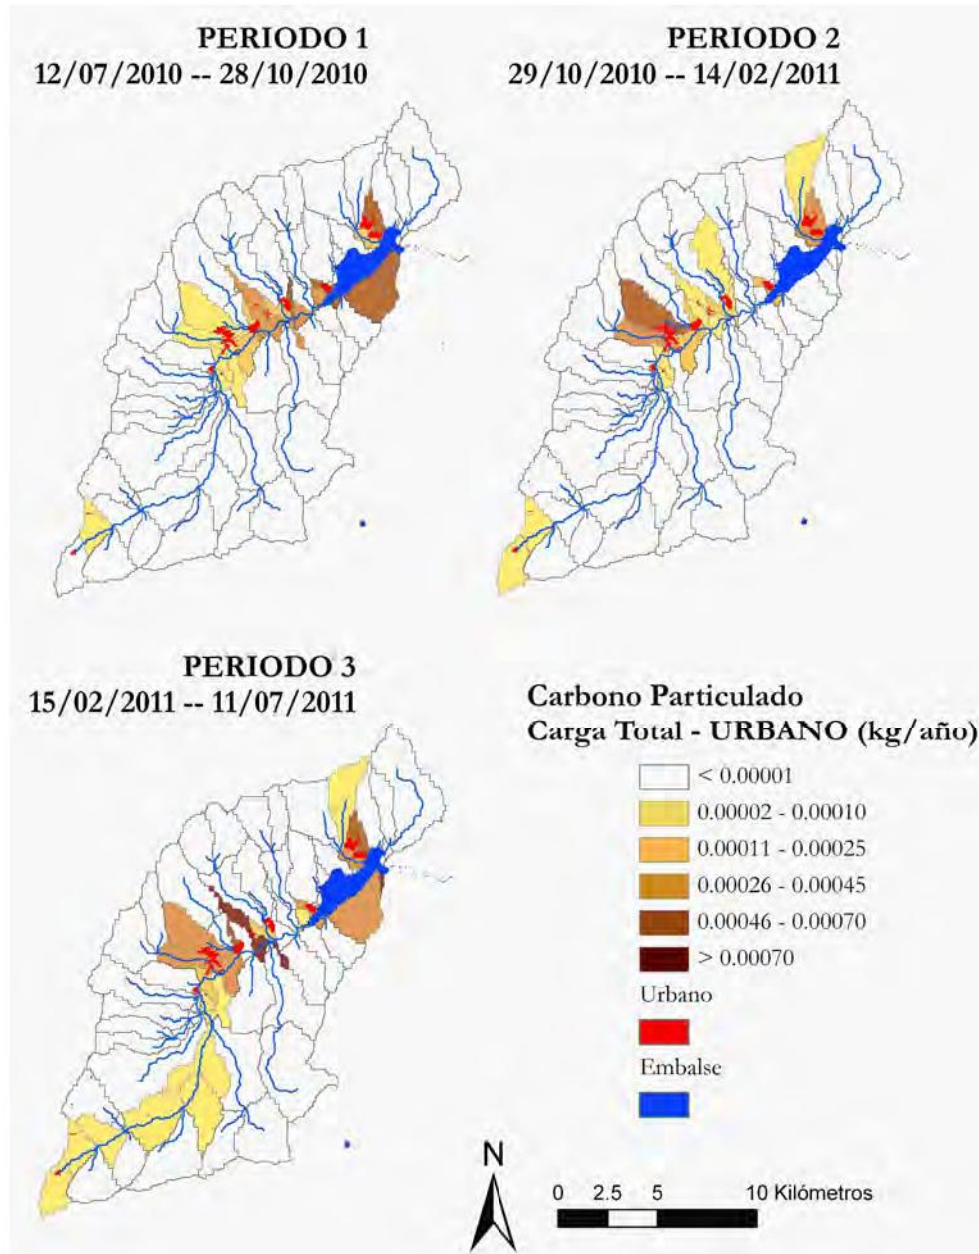 PERIODO 1
12/07/2010 -- 28/10/2010
PERIODO 2
29/10/2010 -- 14/02/2011
PERIODO 3
15/02/2011 -- 11/07/2011
Carbono Particulado
Carga Total - URBANO (kg/año)
< 0.00001
0.00002 - 0.00010
0.00011 - 0.00025
0.00026 - 0.00045
0.00046 - 0.00070
> 0.00070
Urbano
Embalse
N
0 2.5 5 10 Kilómetros